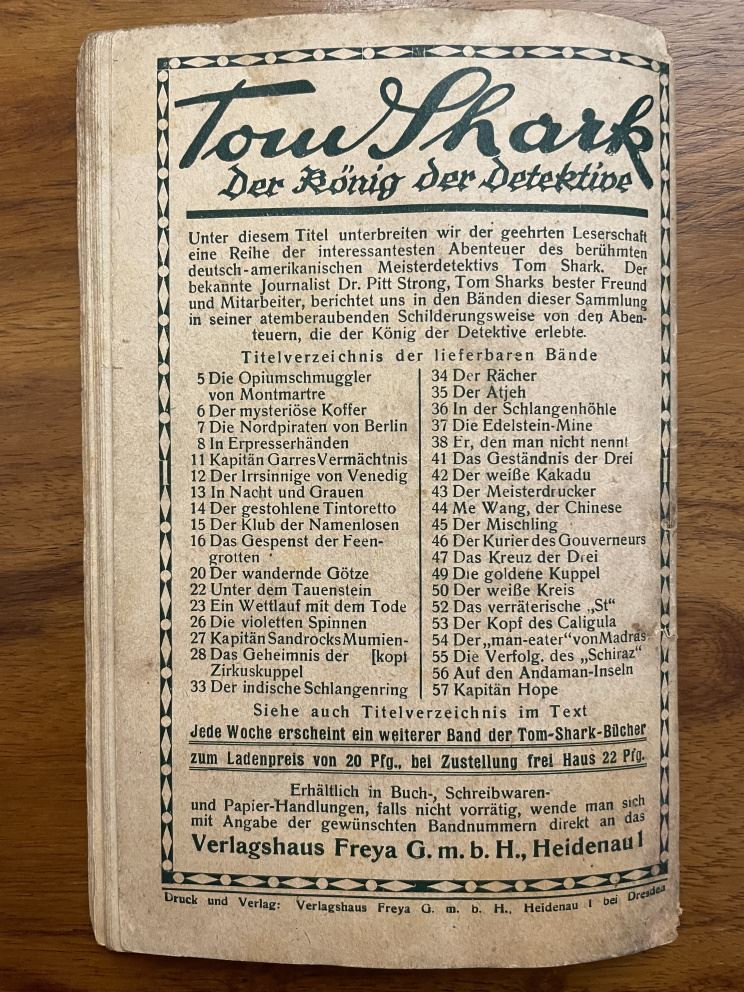 Tom Shark
Der König der Detektive
Unter diesem Titel unterbreiten wir der geehrten Leserschaft
eine Reihe der interessantesten Abenteuer des berühmten
deutsch-amerikanischen Meisterdetektivs Tom Shark. Der
bekannte Journalist Dr. Pitt Strong, Tom Sharks bester Freund
und Mitarbeiter, berichtet uns in den Bänden dieser Sammlung
in seiner atemberaubenden Schilderungsweise von den Aben-
teuern, die der König der Detektive erlebte.
Titelverzeichnis der lieferbaren Bände
5 Die Opiumschmuggler
von Montmartre
6 Der mysteriöse Koffer
7 Die Nordpiraten von Berlin
8 In Erpresserhänden
11 Kapitän Garres Vermächtnis
12 Der Irrsinnige von Venedig
13 In Nacht und Grauen
14 Der gestohlene Tintoretto
15 Der Klub der Namenlosen
16 Das Gespenst der Feen-
grotten
20 Der wandernde Götze
22 Unter dem Tauenstein
23 Ein Wettlauf mit dem Tode
26 Die violetten Spinnen
27 Kapitän Sandrocks Mumien-
28 Das Geheimnis der [kopf
Zirkuskuppel
33 Der indische Schlangenring
34 Der Rächer
35 Der Atjeh
36 In der Schlangenhöhle
37 Die Edelstein-Mine
38 Er, den man nicht nennt
41 Das Geständnis der Drei
42 Der weiße Kakadu
43 Der Meisterdrucker
44 Me Wang, der Chinese
45 Der Mischling
46 Der Kurier des Gouverneurs
47 Das Kreuz der Drei
49 Die goldene Kuppel
50 Der weiße Kreis
52 Das verräterische „St“
53 Der Kopf des Caligula
54 Der „man-eater“ von Madras
55 Die Verfolg. des „Schiraz“
56 Auf den Andaman-Inseln
57 Kapitän Hope
Siehe auch Titelverzeichnis im Text
Jede Woche erscheint ein weiterer Band der Tom-Shark-Bücher
zum Ladenpreis von 20 Pfg., bei Zustellung frei Haus 22 Pfg.
Erhältlich in Buch-, Schreibwaren-
und Papier-Handlungen, falls nicht vorrätig, wende man sich
mit Angabe der gewünschten Bandnummern direkt an das
Verlagshaus Freya G. m. b. H., Heidenau 1
Druck und Verlag: Verlagshaus Freya G. m. b. H., Heidenau 1 bei Dresden